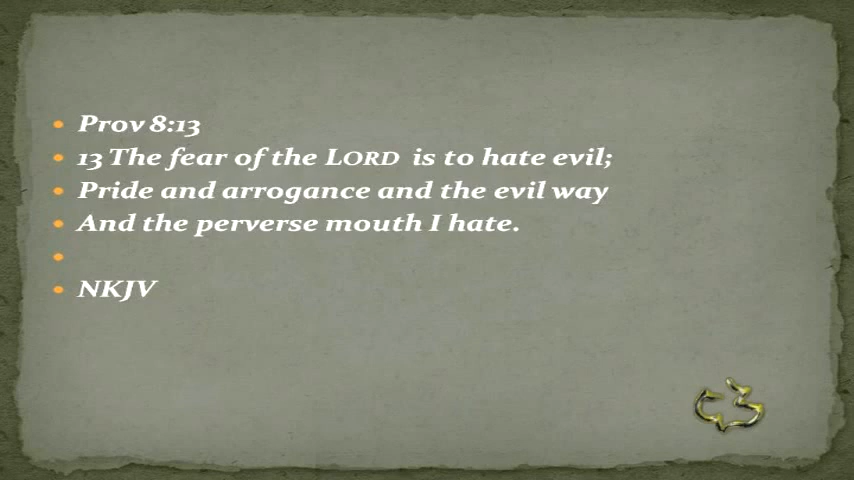 Prov 8:13
13 The fear of the LORD is to hate evil;
Pride and arrogance and the evil way
And the perverse mouth I hate.
NKJV